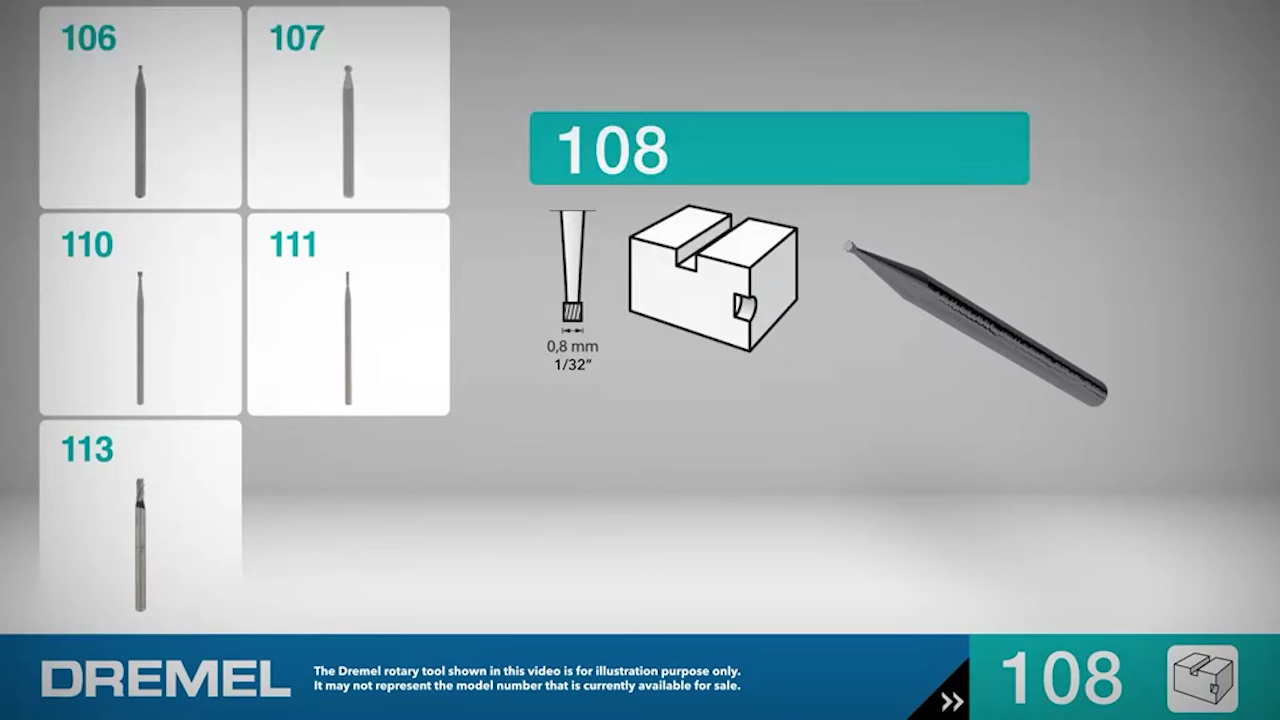 106
107
110
111
113
108
0,8 mm
1/32"
DREMEL
The Dremel rotary tool shown in this video is for illustration purpose only.
It may not represent the model number that is currently available for sale.
108